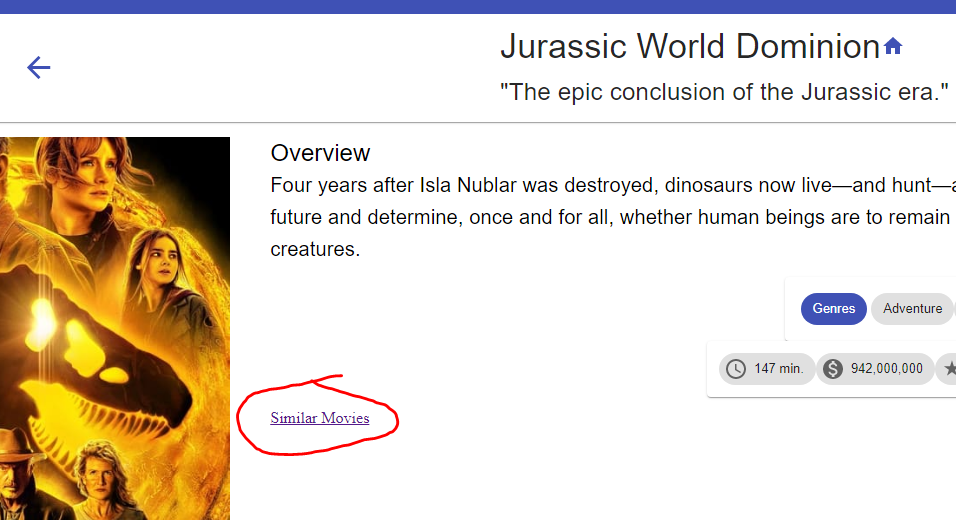 Jurassic World Dominion
"The epic conclusion of the Jurassic era."
Overview
Four years after Isla Nublar was destroyed, dinosaurs now live—and hunt—
future and determine, once and for all, whether human beings are to remain
creatures.
Genres Adventure
147 min. 942,000,000
Similar Movies